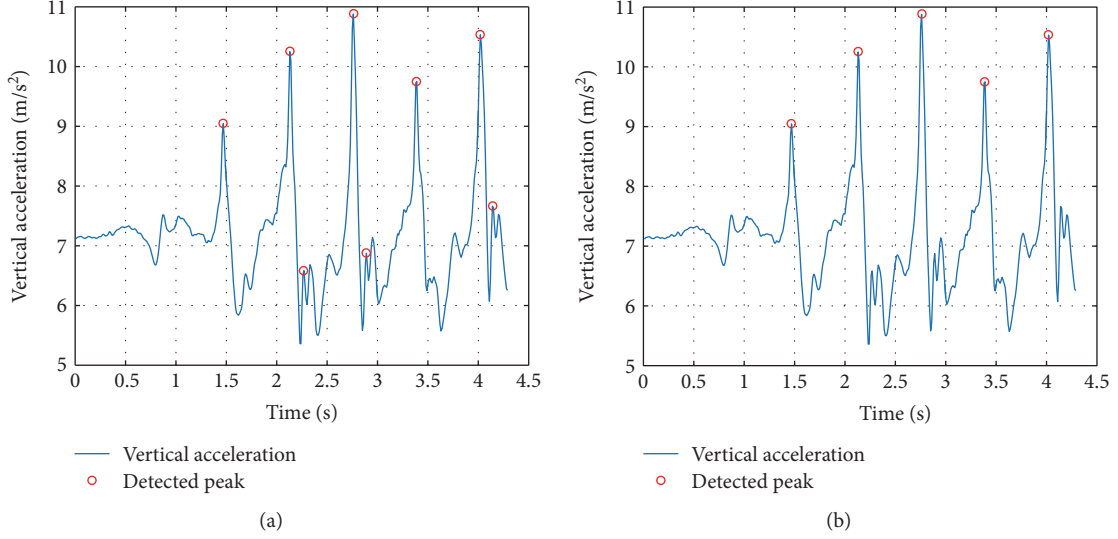 11
10
9
8
7
6
5
0 0.5 1 1.5 2 2.5 3 3.5 4 4.5
Vertical acceleration (m/s²)
Time (s)
Vertical acceleration
Detected peak
(a)
11
10
9
8
7
6
5
0 0.5 1 1.5 2 2.5 3 3.5 4 4.5
Vertical acceleration (m/s²)
Time (s)
Vertical acceleration
Detected peak
(b)